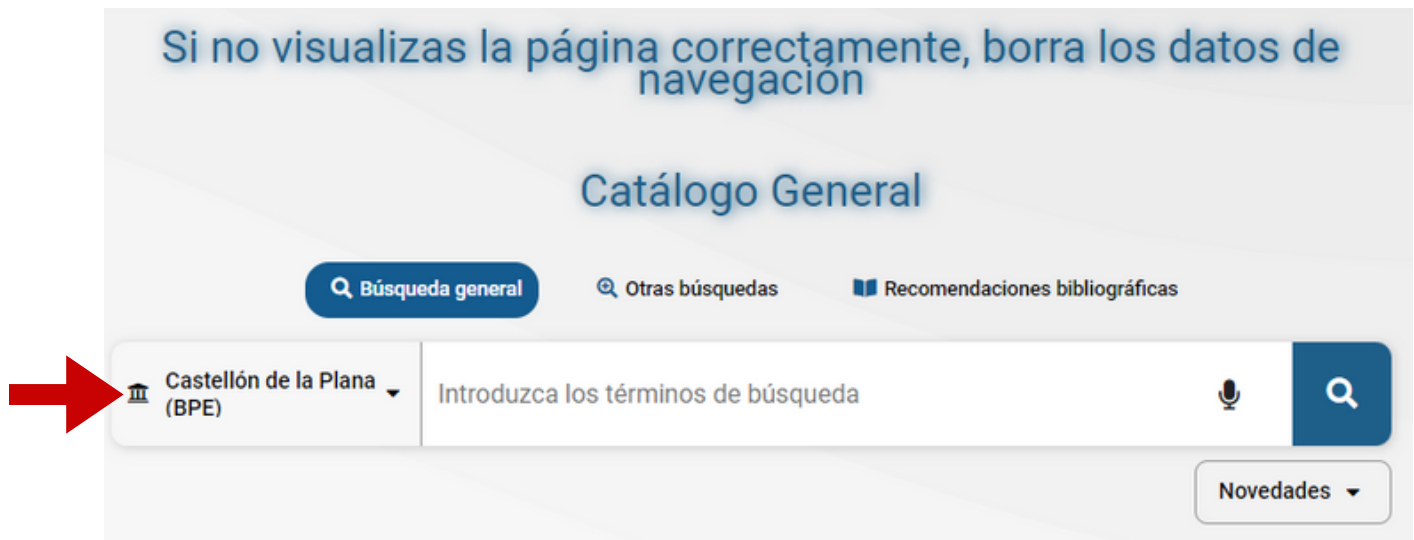 Si no visualizas la página correctamente, borra los datos de
navegación
Catálogo General
Búsqueda general
Otras búsquedas
Recomendaciones bibliográficas
Castellón de la Plana
(BPE)
Introduzca los términos de búsqueda
Novedades